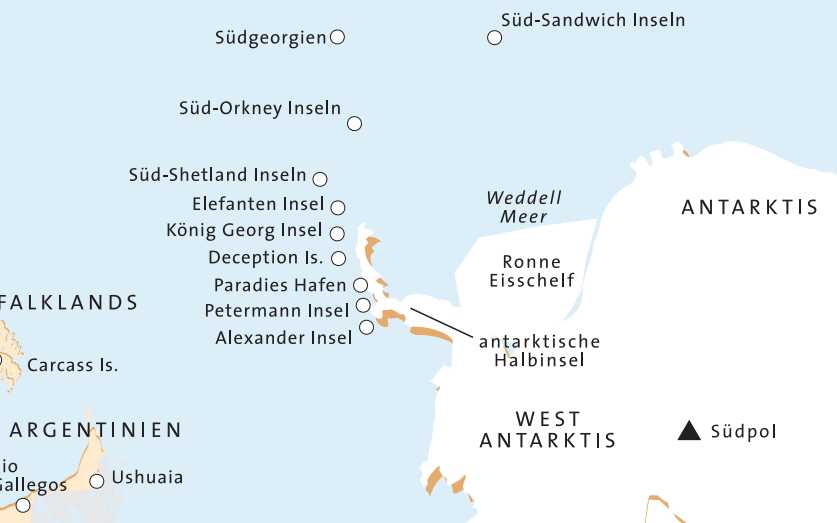 Süd-Sandwich Inseln
Südgeorgien
Süd-Orkney Inseln
Süd-Shetland Inseln
Elefanten Insel
König Georg Insel
Deception Is.
Paradies Hafen
Petermann Insel
Alexander Insel
Weddell
Meer
ANTARKTIS
Ronne
Eisschelf
FALKLANDS
antarktische
Halbinsel
Carcass Is.
ARGENTINIEN
WEST
ANTARKTIS
Südpol
io
Gallegos
Ushuaia